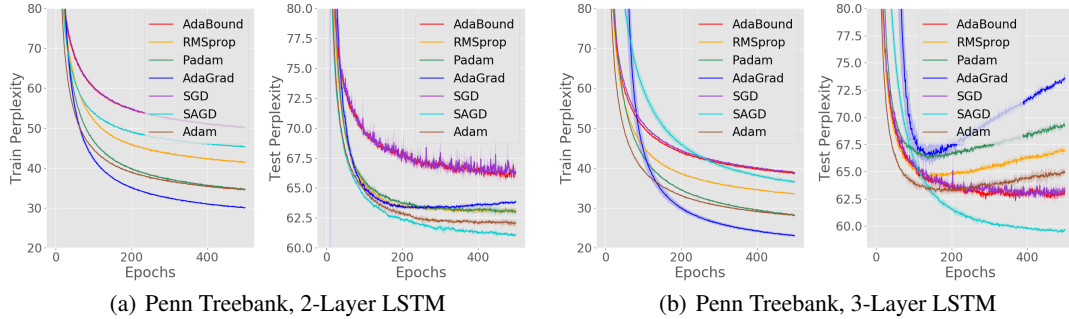 80
70
60
50
40
30
20
Train Perplexity
0
200
400
Epochs
AdaBound
RMSprop
Padam
AdaGrad
SGD
SAGD
Adam
80.0
77.5
75.0
72.5
70.0
67.5
65.0
62.5
60.0
Test Perplexity
0
200
400
Epochs
AdaBound
RMSprop
Padam
AdaGrad
SGD
SAGD
Adam
(a) Penn Treebank, 2-Layer LSTM
80
70
60
50
40
30
20
Train Perplexity
0
200
400
Epochs
AdaBound
RMSprop
Padam
AdaGrad
SGD
SAGD
Adam
80.0
77.5
75.0
72.5
70.0
67.5
65.0
62.5
60.0
Test Perplexity
0
200
400
Epochs
AdaBound
RMSprop
Padam
AdaGrad
SGD
SAGD
Adam
(b) Penn Treebank, 3-Layer LSTM